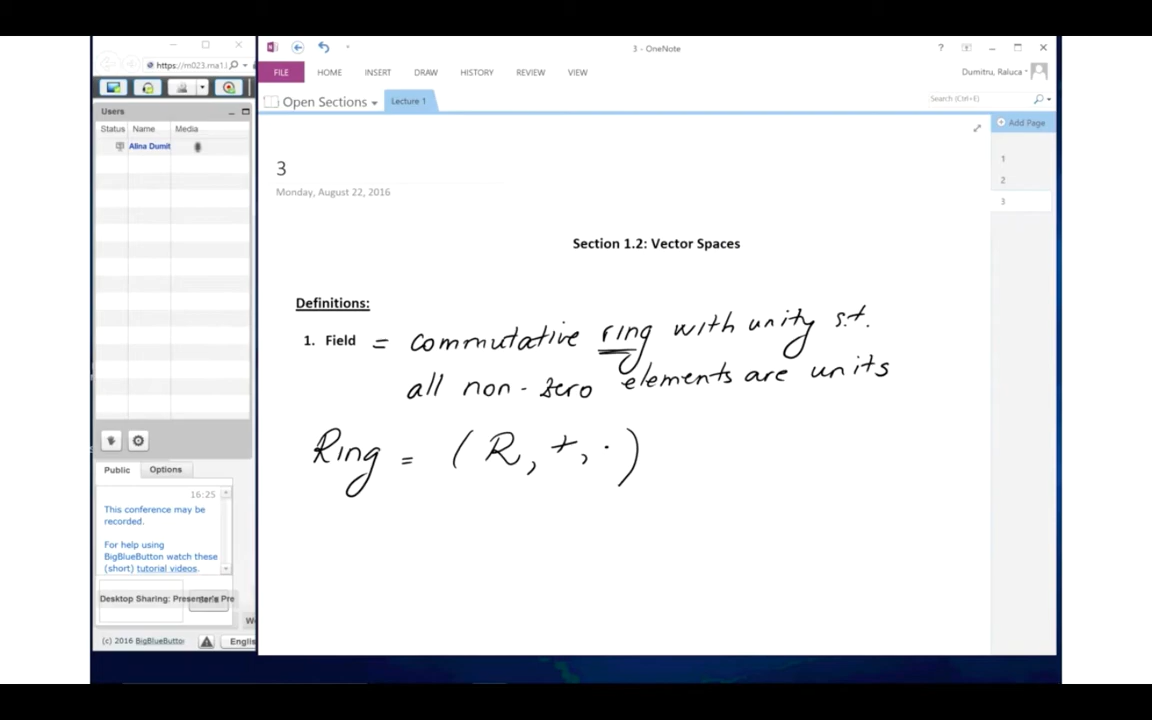 3 - OneNote
https://m023.ma1.l
FILE HOME INSERT DRAW HISTORY REVIEW VIEW
Dumitru, Raluca
Users
Open Sections
Lecture 1
Search (Ctrl+E)
Status Name Media
Add Page
Alina Dumit
1
2
3
3
Monday, August 22, 2016
Section 1.2: Vector Spaces
Definitions:
1. Field = commutative ring with unity s.t.
all non-zero elements are units
Ring = (R, +, ·)
Public Options
16:25
This conference may be
recorded.
For help using
BigBlueButton watch these
(short) tutorial videos.
Desktop Sharing: Presenter's Pre
(c) 2016 BigBlueButto
Englis